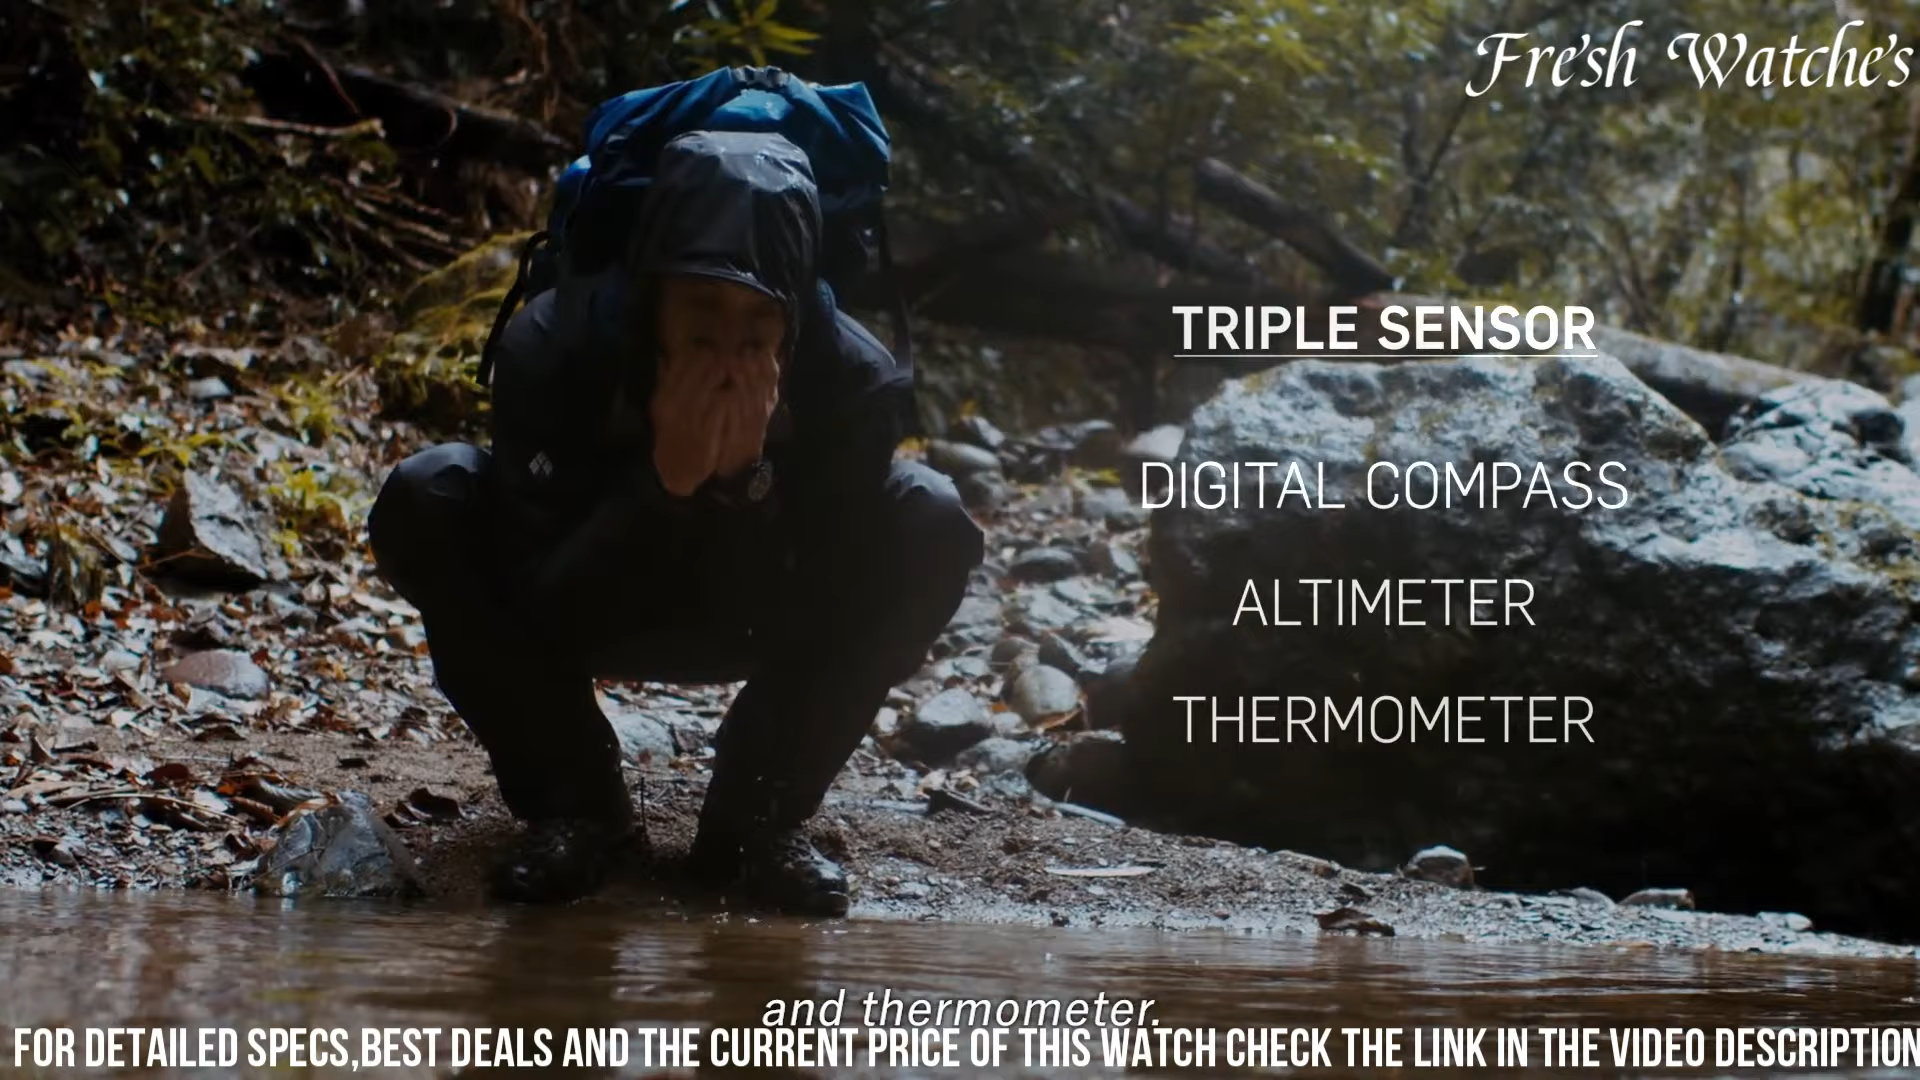 Fre'sh Watche's
TRIPLE SENSOR
DIGITAL COMPASS
ALTIMETER
THERMOMETER
and thermometer.
FOR DETAILED SPECS,BEST DEALS AND THE CURRENT PRICE OF THIS WATCH CHECK THE LINK IN THE VIDEO DESCRIPTION